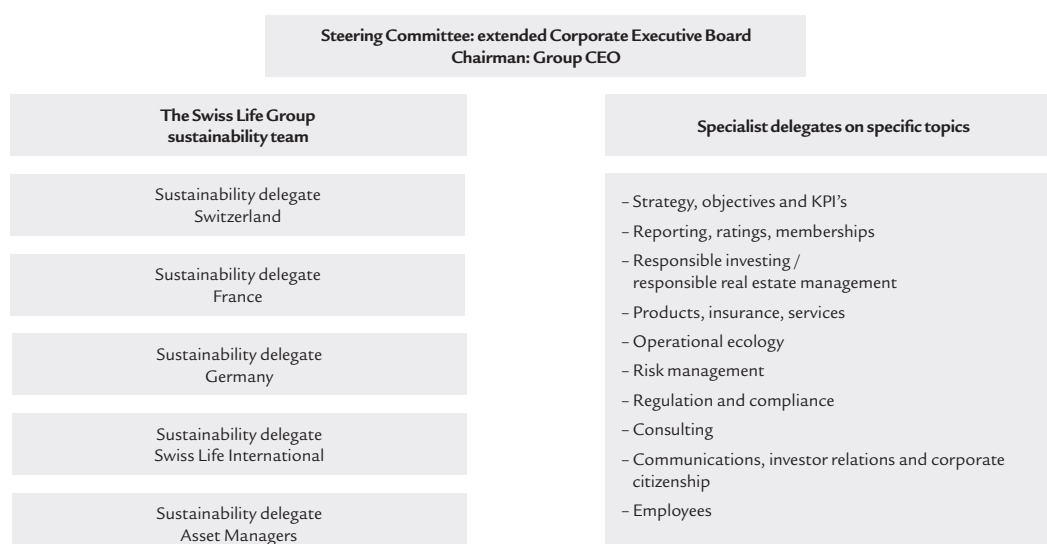 Steering Committee: extended Corporate Executive Board
Chairman: Group CEO
The Swiss Life Group
sustainability team
Sustainability delegate
Switzerland
Sustainability delegate
France
Sustainability delegate
Germany
Sustainability delegate
Swiss Life International
Sustainability delegate
Asset Managers
Specialist delegates on specific topics
– Strategy, objectives and KPI's
– Reporting, ratings, memberships
– Responsible investing /
responsible real estate management
– Products, insurance, services
– Operational ecology
– Risk management
– Regulation and compliance
– Consulting
– Communications, investor relations and corporate
citizenship
– Employees